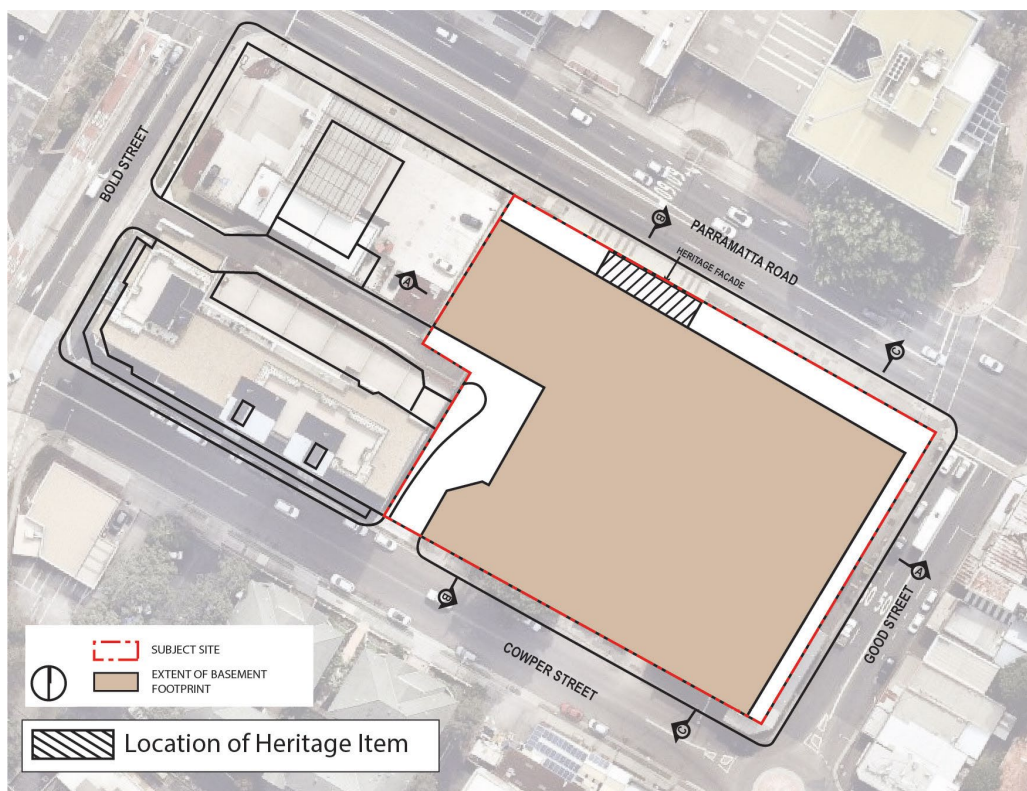 BOLD STREET
B
PARRAMATTA ROAD
HERITAGE FACADE
A
C
A
GOOD STREET
B
COWPER STREET
C
SUBJECT SITE
EXTENT OF BASEMENT
FOOTPRINT
Location of Heritage Item